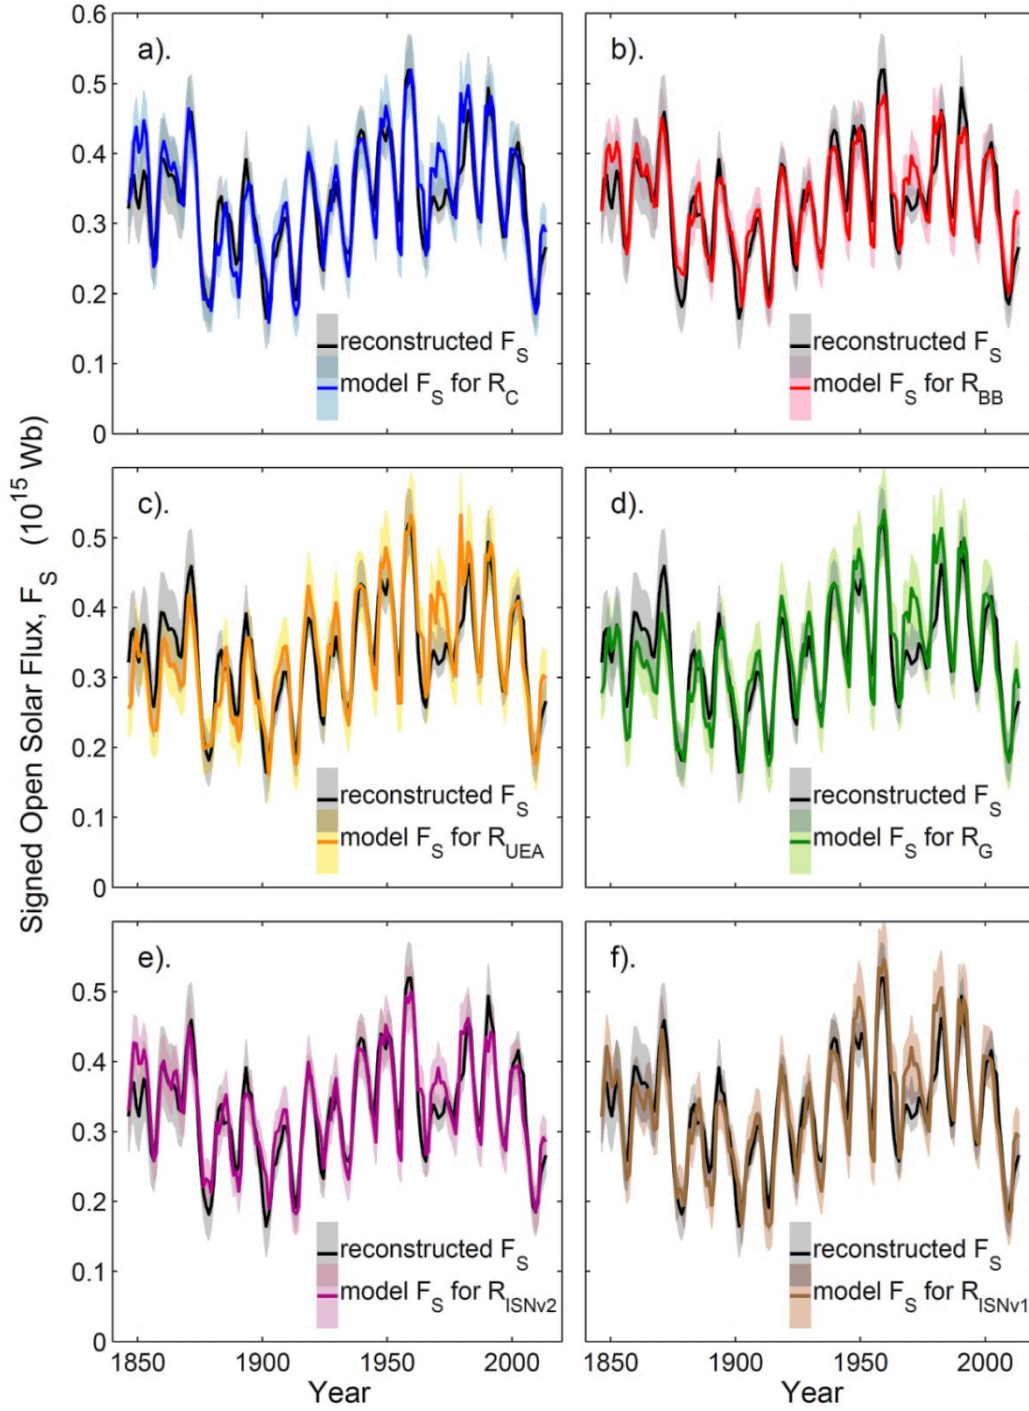 Signed Open Solar Flux, F_S (10^15 Wb)
0.6
0.5
0.4
0.3
0.2
0.1
0
a).
reconstructed F_S
model F_S for R_C
b).
reconstructed F_S
model F_S for R_BB
0.5
0.4
0.3
0.2
0.1
0
c).
reconstructed F_S
model F_S for R_UEA
d).
reconstructed F_S
model F_S for R_G
0.5
0.4
0.3
0.2
0.1
0
e).
reconstructed F_S
model F_S for R_ISNv2
f).
reconstructed F_S
model F_S for R_ISNv1
1850 1900 1950 2000
1850 1900 1950 2000
Year
Year